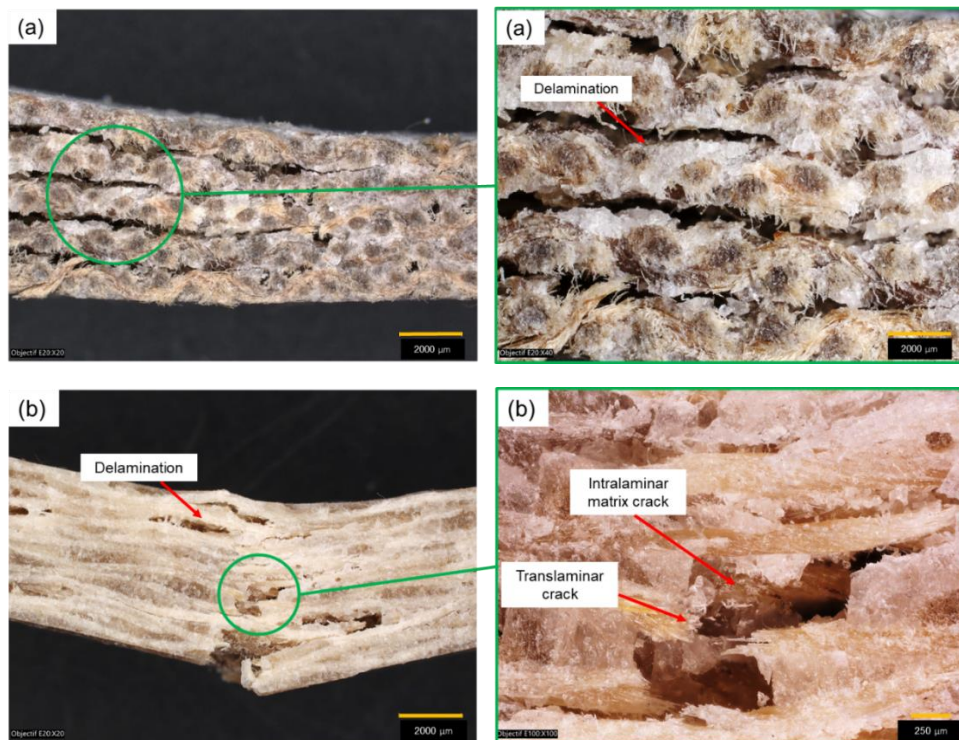 (a)
(a)
Delamination
Objectif E20:X20
2000 µm
Objectif E20:X40
2000 µm
(b)
Delamination
Objectif E20:X20
2000 µm
(b)
Intralaminar
matrix crack
Translaminar
crack
Objectif E100:X100
250 µm